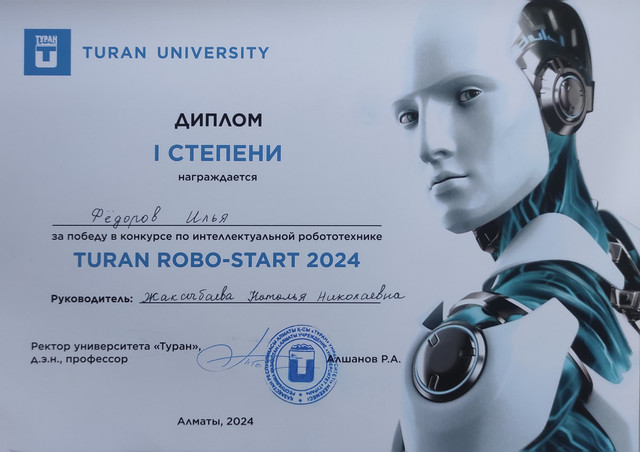 ТУРАН
TURAN UNIVERSITY
ДИПЛОМ
I СТЕПЕНИ
награждается
Фёдоров Илья
за победу в конкурсе по интеллектуальной робототехнике
TURAN ROBO-START 2024
Руководитель: Жаксыбаева Наталья Николаевна
Ректор университета «Туран»,
д.э.н., профессор
Алшанов Р.А.
Алматы, 2024